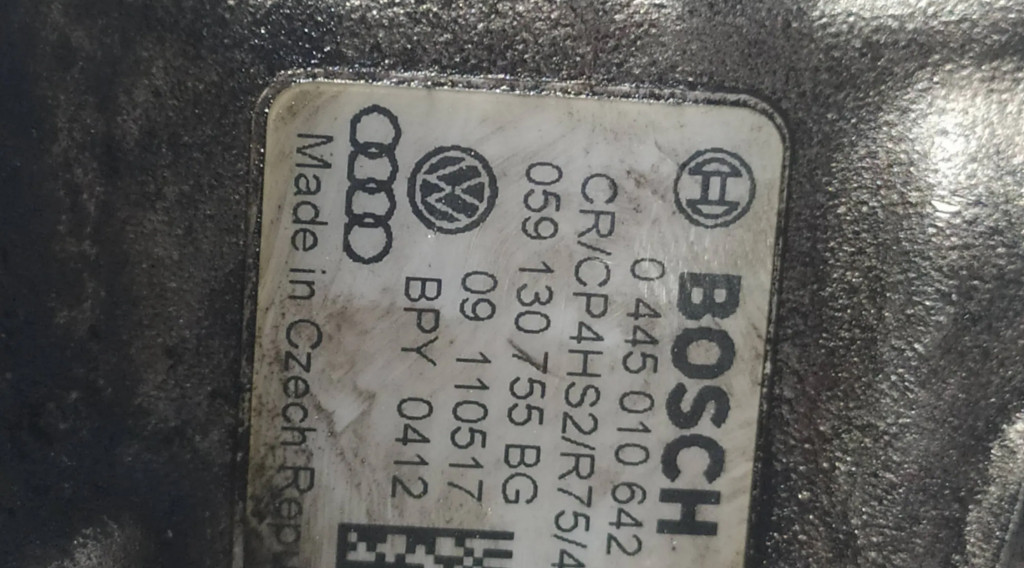 BOSCH
0 445 010 642
CR/CP4HS2/R75/4
059 130 755 BG
09 110517
BPY 0412
Made in Czech Rep